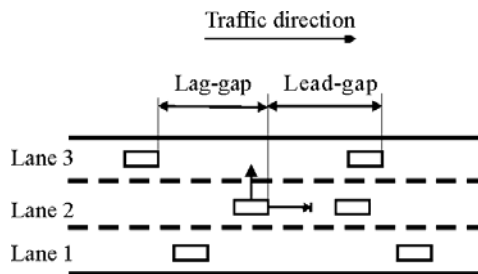 Traffic direction
Lag-gap
Lead-gap
Lane 3
Lane 2
Lane 1